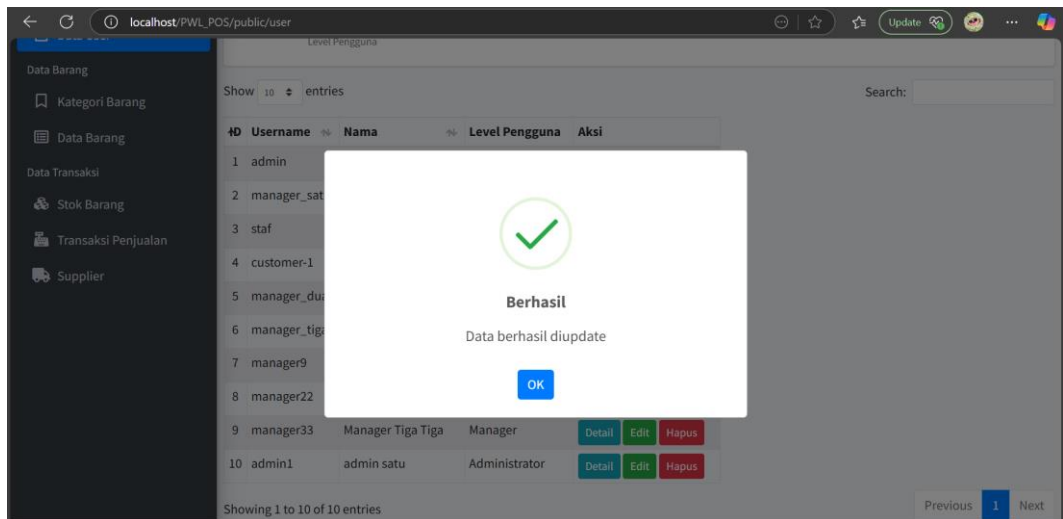 localhost/PWL_POS/public/user
Update
Data User
Level Pengguna
Data Barang
Kategori Barang
Data Barang
Data Transaksi
Stok Barang
Transaksi Penjualan
Supplier
Show 10 entries
Search:
ID Username Nama Level Pengguna Aksi
1 admin
2 manager_sat
3 staf
4 customer-1
5 manager_dua
6 manager_tiga
7 manager9
8 manager22
9 manager33 Manager Tiga Tiga Manager Detail Edit Hapus
10 admin1 admin satu Administrator Detail Edit Hapus
Showing 1 to 10 of 10 entries
Previous 1 Next
Berhasil
Data berhasil diupdate
OK